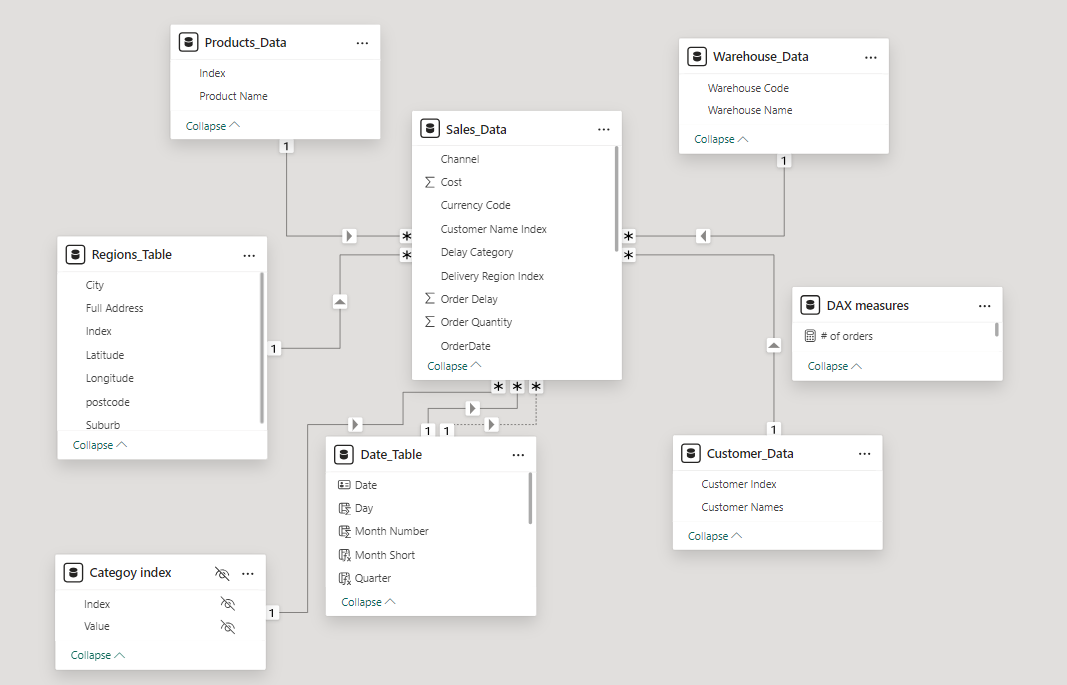 Products_Data
Index
Product Name
Collapse
1
Warehouse_Data
Warehouse Code
Warehouse Name
Collapse
1
Sales_Data
Channel
Σ Cost
Currency Code
Customer Name Index
Delay Category
Delivery Region Index
Σ Order Delay
Σ Order Quantity
OrderDate
Collapse
*
*
*
*
* * *
Regions_Table
City
Full Address
Index
Latitude
Longitude
postcode
Suburb
Collapse
1
DAX measures
# of orders
Collapse
1 1
Date_Table
Date
Day
Month Number
Month Short
Quarter
Collapse
1
Customer_Data
Customer Index
Customer Names
Collapse
Categoy index
Index
Value
Collapse
1